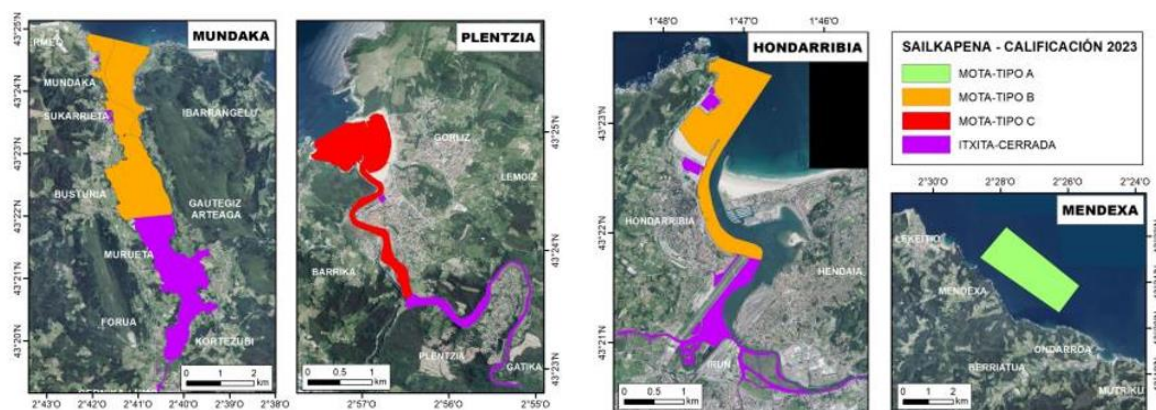 MUNDAKA
MUNDAKA
SUKARRIETA
IBARRANGELU
BUSTURIA
GAUTEGIZ
ARTEAGA
MURUETA
FORUA
KORTEZUBI
0 1 2
km
43°25'N
43°24'N
43°23'N
43°22'N
43°21'N
43°20'N
2°43'O 2°42'O 2°41'O 2°40'O 2°39'O 2°38'O
PLENTZIA
GORLIZ
LEMOIZ
BARRIKA
PLENTZIA
GATIKA
0 0.5 1
km
43°25'N
43°24'N
43°23'N
2°57'O 2°56'O 2°55'O
1°48'O 1°47'O 1°46'O
HONDARRIBIA
HONDARRIBIA
HENDAIA
IRUN
0 0.5 1
km
43°23'N
43°22'N
43°21'N
SAILKAPENA - CALIFICACIÓN 2023
MOTA-TIPO A
MOTA-TIPO B
MOTA-TIPO C
ITXITA-CERRADA
2°30'O 2°28'O 2°26'O 2°24'O
MENDEXA
LEKEITIO
MENDEXA
ONDARROA
BERRIATUA
MUTRIKU
0 1 2
km